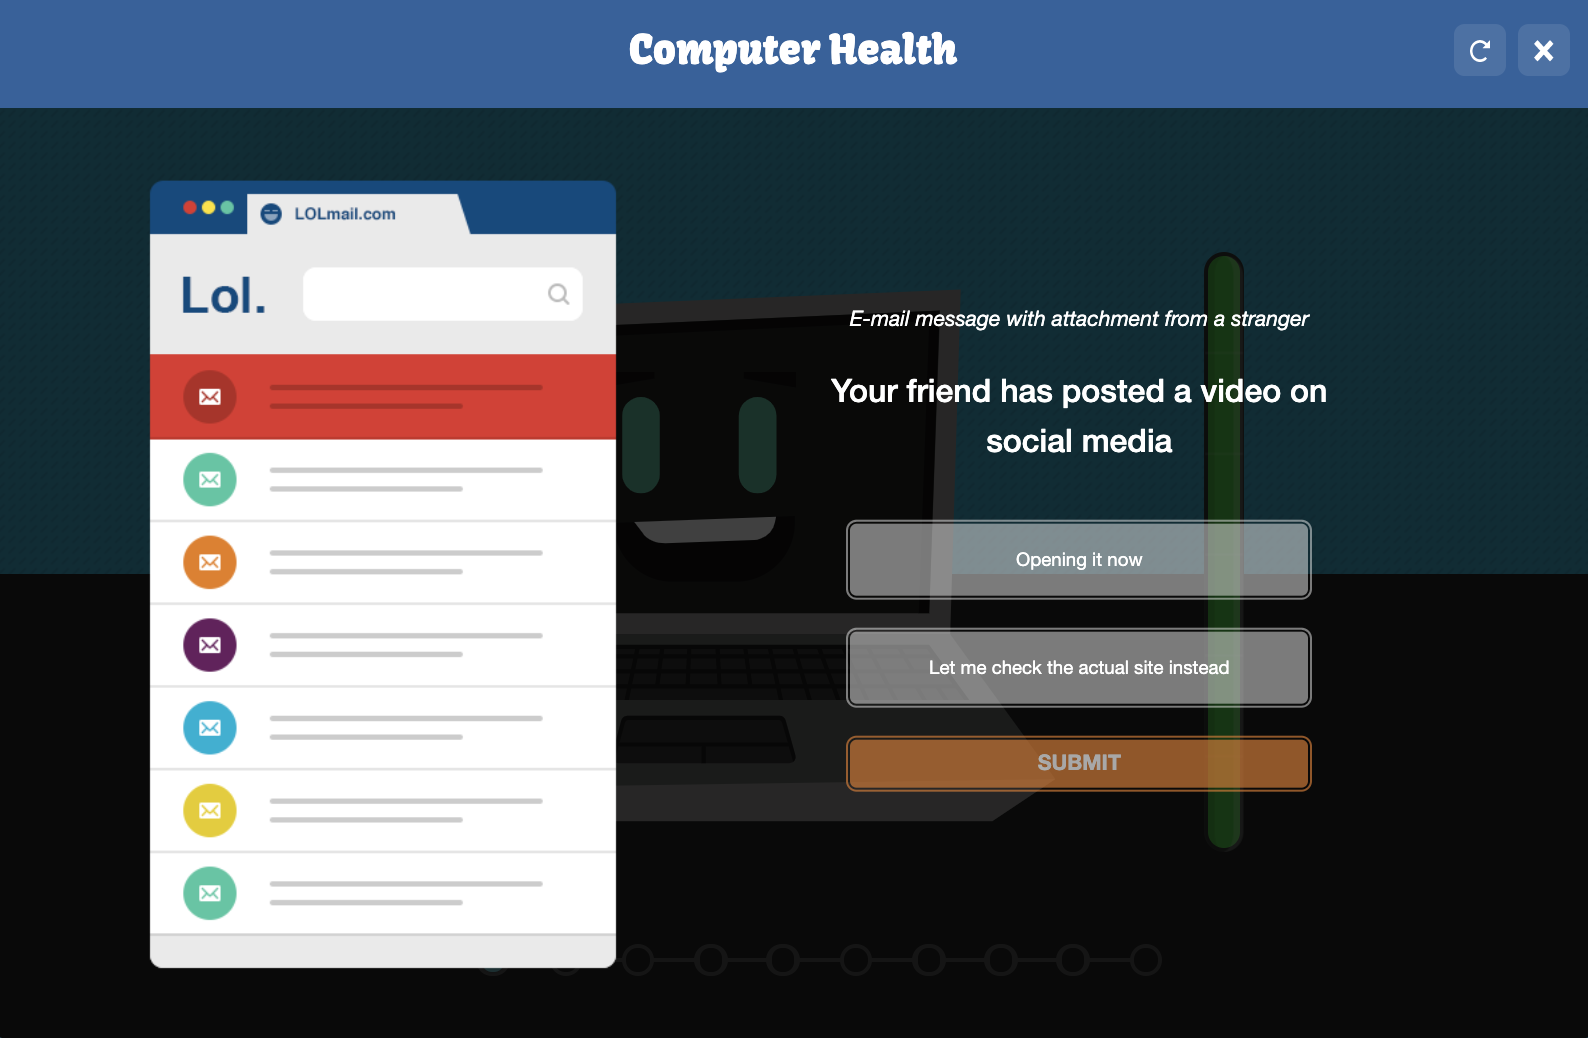 Computer Health
LOLmail.com
Lol.
E-mail message with attachment from a stranger
Your friend has posted a video on
social media
Opening it now
Let me check the actual site instead
SUBMIT